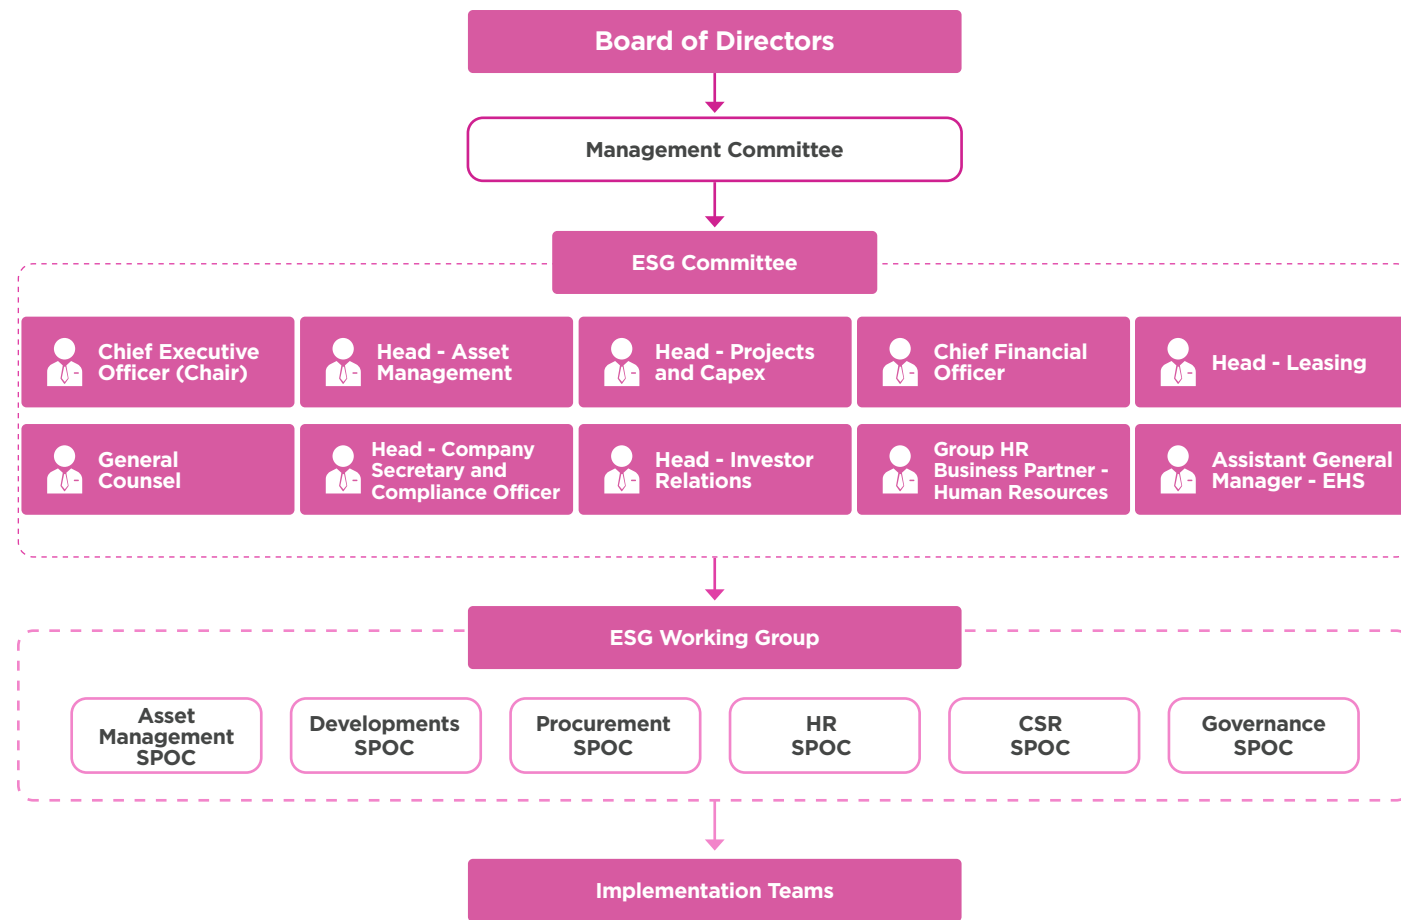 Board of Directors
Management Committee
ESG Committee
Chief Executive
Officer (Chair)
Head - Asset
Management
Head - Projects
and Capex
Chief Financial
Officer
Head - Leasing
General
Counsel
Head - Company
Secretary and
Compliance Officer
Head - Investor
Relations
Group HR
Business Partner -
Human Resources
Assistant General
Manager - EHS
ESG Working Group
Asset
Management
SPOC
Developments
SPOC
Procurement
SPOC
HR
SPOC
CSR
SPOC
Governance
SPOC
Implementation Teams